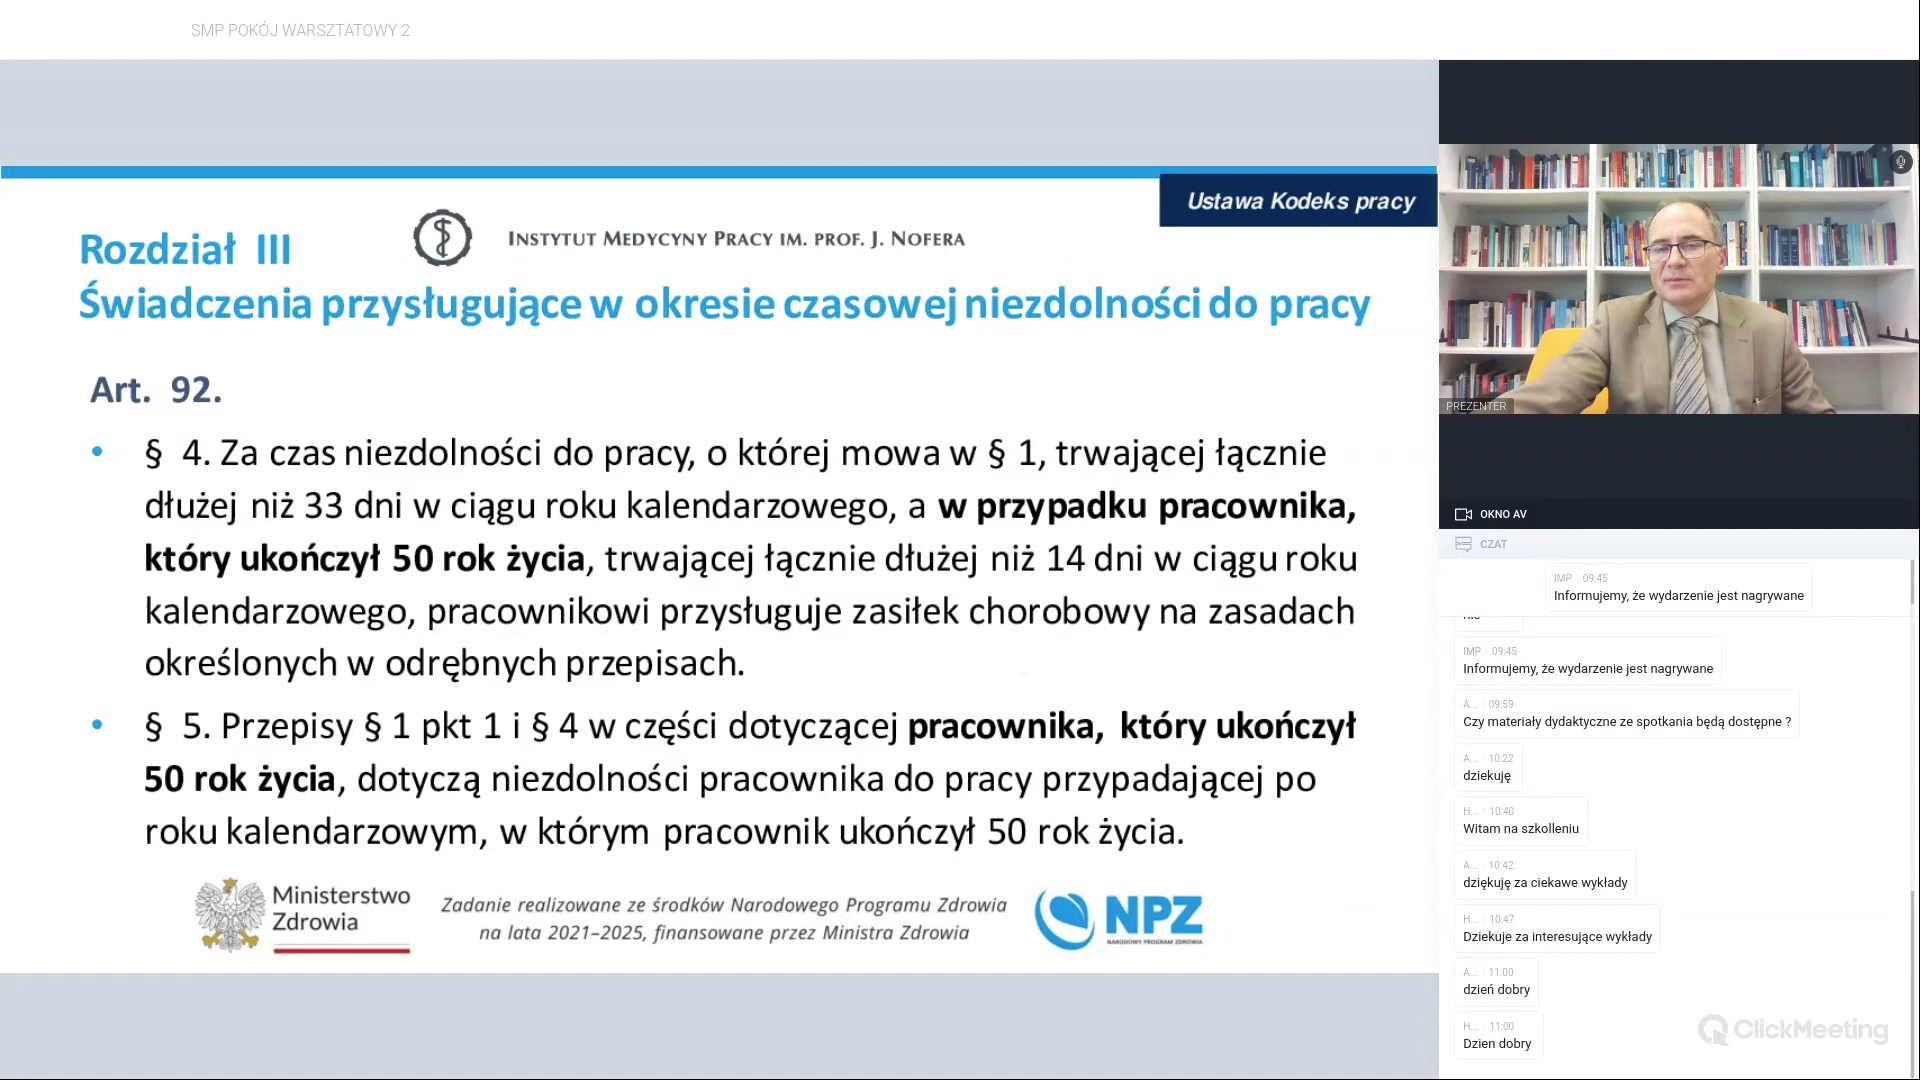 SMP POKÓJ WARSZTATOWY 2
Ustawa Kodeks pracy
Rozdział III
INSTYTUT MEDYCYNY PRACY IM. PROF. J. NOFERA
Świadczenia przysługujące w okresie czasowej niezdolności do pracy
Art. 92.
• § 4. Za czas niezdolności do pracy, o której mowa w § 1, trwającej łącznie
dłużej niż 33 dni w ciągu roku kalendarzowego, a w przypadku pracownika,
który ukończył 50 rok życia, trwającej łącznie dłużej niż 14 dni w ciągu roku
kalendarzowego, pracownikowi przysługuje zasiłek chorobowy na zasadach
określonych w odrębnych przepisach.
• § 5. Przepisy § 1 pkt 1 i § 4 w części dotyczącej pracownika, który ukończył
50 rok życia, dotyczą niezdolności pracownika do pracy przypadającej po
roku kalendarzowym, w którym pracownik ukończył 50 rok życia.
Ministerstwo
Zdrowia
Zadanie realizowane ze środków Narodowego Programu Zdrowia
na lata 2021–2025, finansowane przez Ministra Zdrowia
NPZ
NARODOWY PROGRAM ZDROWIA
PREZENTER
OKNO AV
CZAT
IMP 09:45
Informujemy, że wydarzenie jest nagrywane
IMP 09:45
Informujemy, że wydarzenie jest nagrywane
A... 09:59
Czy materiały dydaktyczne ze spotkania będą dostępne ?
A... 10:22
dziekuję
H... 10:40
Witam na szkolleniu
A... 10:42
dziękuję za ciekawe wykłady
H... 10:47
Dziekuje za interesujące wykłady
A... 11:00
dzień dobry
H... 11:00
Dzien dobry
ClickMeeting